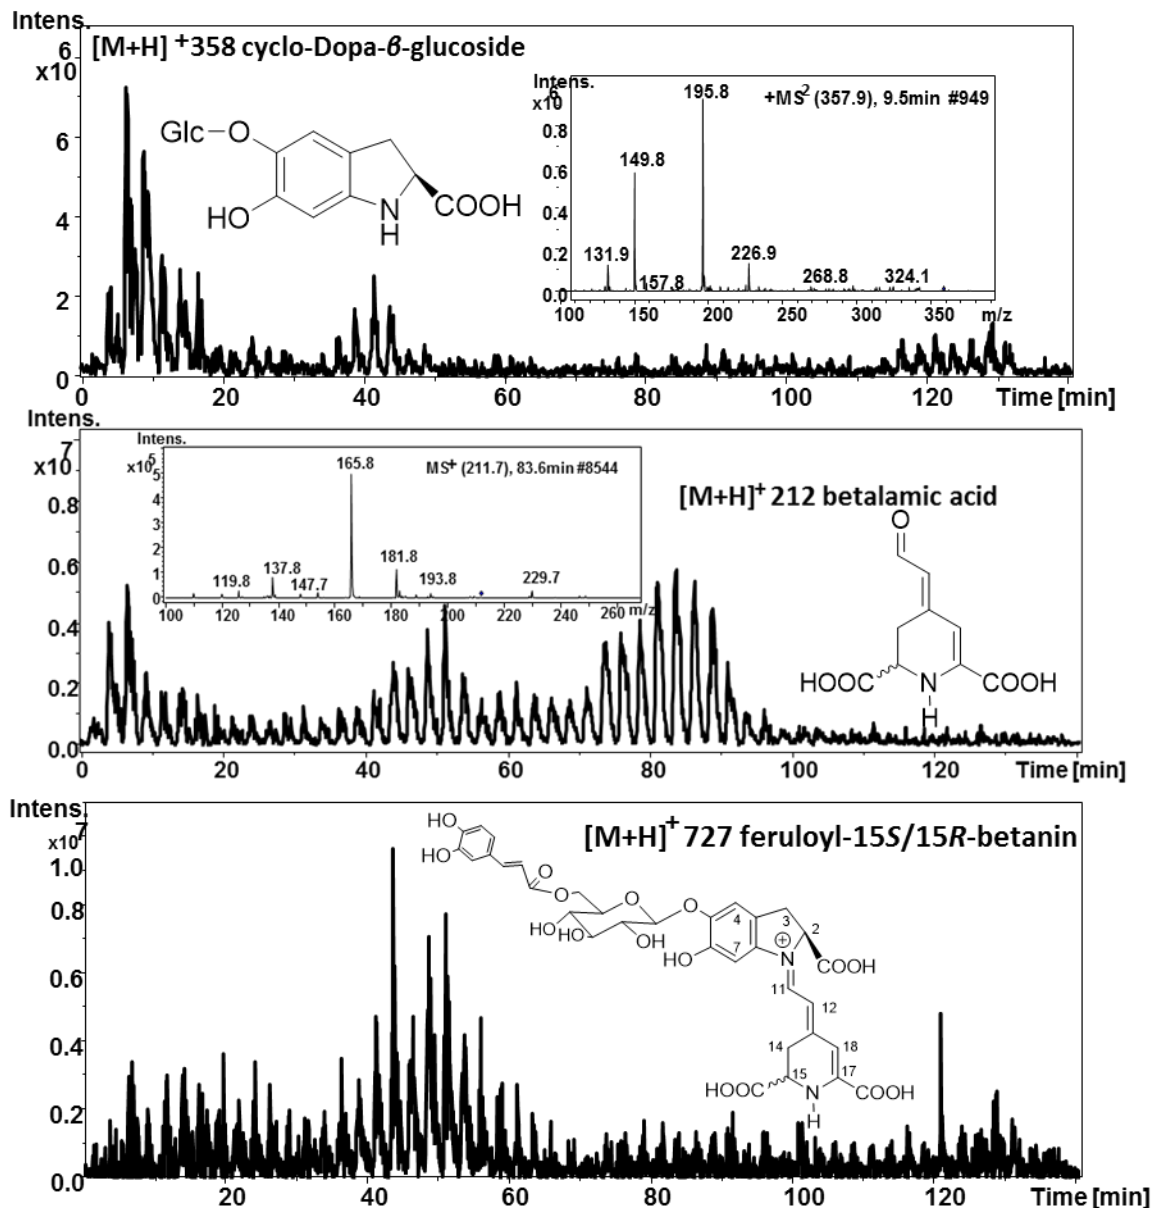 Intens.
6
x10
[M+H] +358 cyclo-Dopa-β-glucoside
6
4
2
0
Glc–O
HO
N
H
COOH
Intens.
6
x10
0.8
0.6
0.4
0.2
0.0
+MS2 (357.9), 9.5min #949
195.8
149.8
131.9
157.8
226.9
268.8
324.1
100 150 200 250 300 350 m/z
0 20 40 60 80 100 120 Time [min]
Intens.
7
x10
0.8
0.6
0.4
0.2
0.0
Intens.
x10 5
5
4
3
2
1
0
MS+ (211.7), 83.6min #8544
165.8
119.8
137.8
147.7
181.8
193.8
229.7
100 120 140 160 180 200 220 240 260 m/z
[M+H]+ 212 betalamic acid
O
HOOC
N
H
COOH
0 20 40 60 80 100 120 Time [min]
Intens.
x10 7
1.0
0.8
0.6
0.4
0.2
0.0
[M+H]+ 727 feruloyl-15S/15R-betanin
HO
HO
O
O
O
O
HO
HO
OH
HO
4
3
2
7
+
N
COOH
11
12
14
18
15
17
HOOC
N
H
COOH
20 40 60 80 100 120 Time [min]